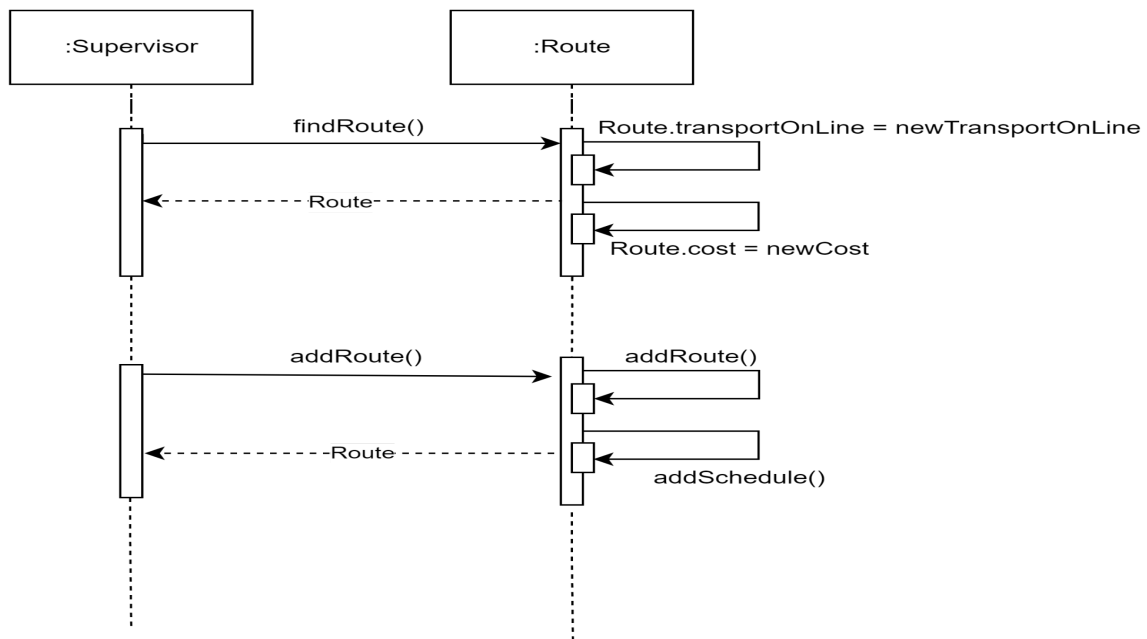 :Supervisor
:Route
findRoute()
Route.transportOnLine = newTransportOnLine
Route
Route.cost = newCost
addRoute()
addRoute()
Route
addSchedule()